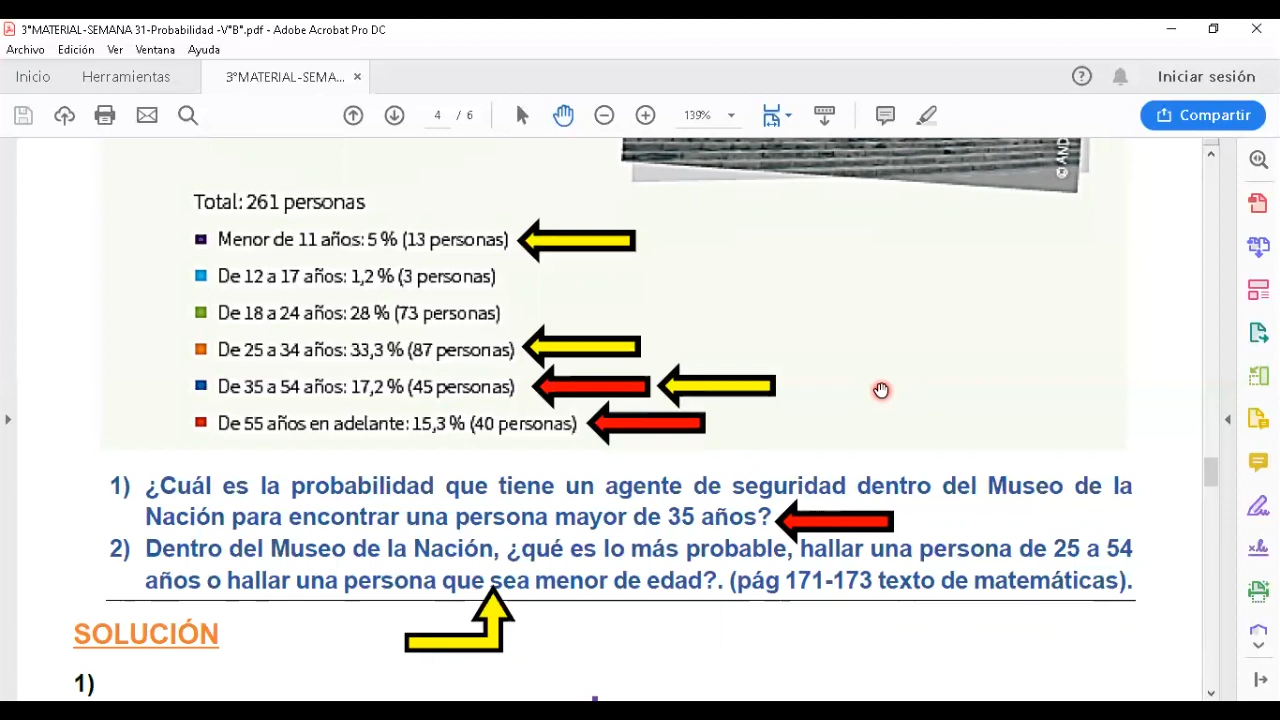 3°MATERIAL-SEMANA 31-Probabilidad -V°B°.pdf - Adobe Acrobat Pro DC
Archivo Edición Ver Ventana Ayuda
Inicio Herramientas 3°MATERIAL-SEMA... Iniciar sesión
4 / 6 139% Compartir
© AND
Total: 261 personas
Menor de 11 años: 5 % (13 personas)
De 12 a 17 años: 1,2 % (3 personas)
De 18 a 24 años: 28 % (73 personas)
De 25 a 34 años: 33,3 % (87 personas)
De 35 a 54 años: 17,2 % (45 personas)
De 55 años en adelante: 15,3 % (40 personas)
1) ¿Cuál es la probabilidad que tiene un agente de seguridad dentro del Museo de la
Nación para encontrar una persona mayor de 35 años?
2) Dentro del Museo de la Nación, ¿qué es lo más probable, hallar una persona de 25 a 54
años o hallar una persona que sea menor de edad?. (pág 171-173 texto de matemáticas).
SOLUCIÓN
1)